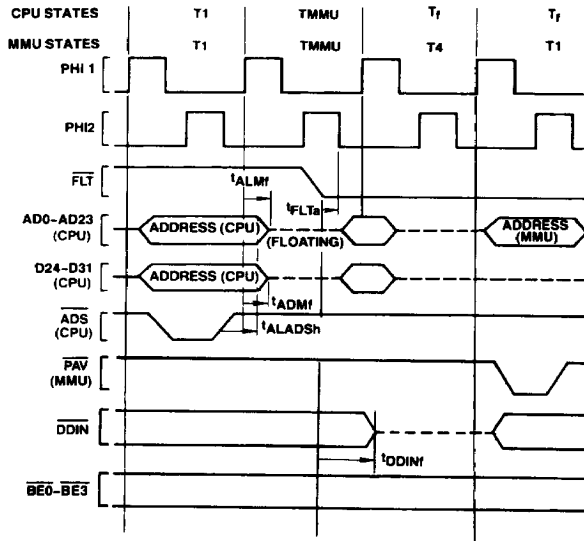 CPU STATES T1 TMMU Tf Tf
MMU STATES T1 TMMU T4 T1
PHI 1
PHI2
FLT
tALMf
tFLTa
AD0-AD23
(CPU)
ADDRESS (CPU)
(FLOATING)
ADDRESS
(MMU)
D24-D31
(CPU)
ADDRESS (CPU)
tADMf
ADS
(CPU)
tALADSh
PAV
(MMU)
DDIN
tDDINf
BE0-BE3